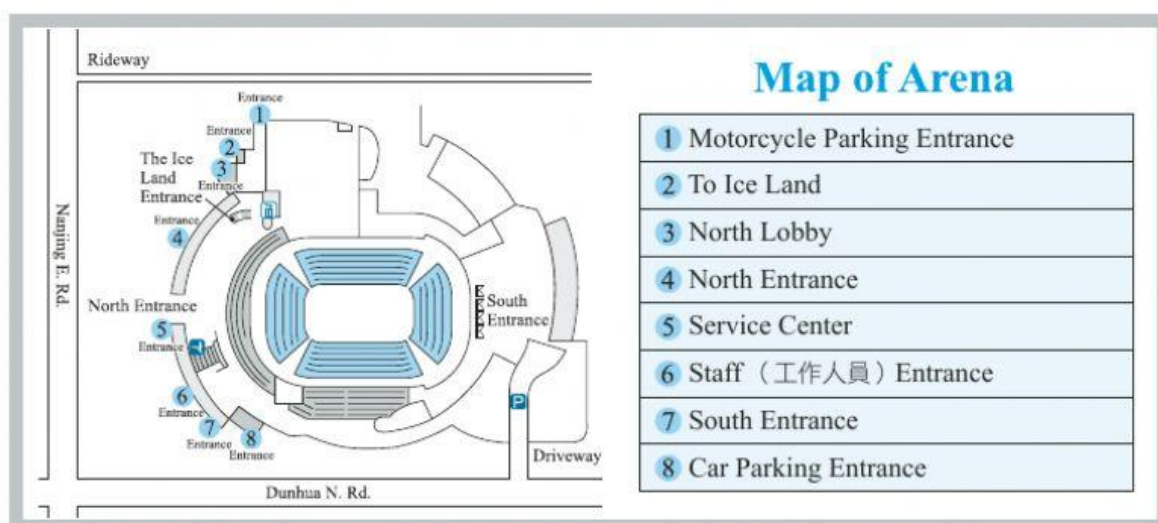 Rideway
Entrance
1
Entrance
2
The Ice
Land
Entrance
3
Entrance
Entrance
4
Nanjing E. Rd.
North Entrance
5
Entrance
South
Entrance
6
Entrance
7
Entrance
8
Entrance
P
Driveway
Dunhua N. Rd.
Map of Arena
1 Motorcycle Parking Entrance
2 To Ice Land
3 North Lobby
4 North Entrance
5 Service Center
6 Staff（工作人員）Entrance
7 South Entrance
8 Car Parking Entrance